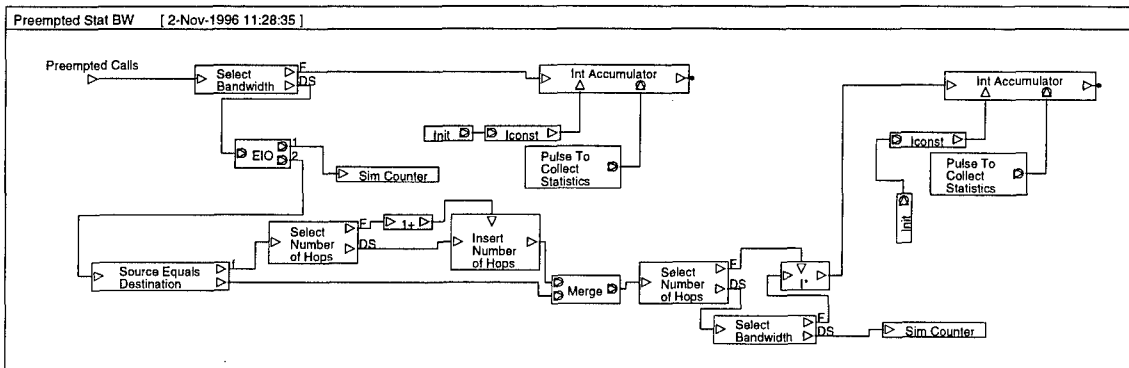 Preempted Stat BW [ 2-Nov-1996 11:28:35 ]
Preempted Calls
Select
Bandwidth
F
DS
Int Accumulator
Int Accumulator
Init
Iconst
Iconst
EIO
1
2
Sim Counter
Pulse To
Collect
Statistics
Pulse To
Collect
Statistics
Init
Select
Number
of Hops
F
DS
1+
Insert
Number
of Hops
Source Equals
Destination
f
Merge
Select
Number
of Hops
F
DS
I*
Select
Bandwidth
F
DS
Sim Counter